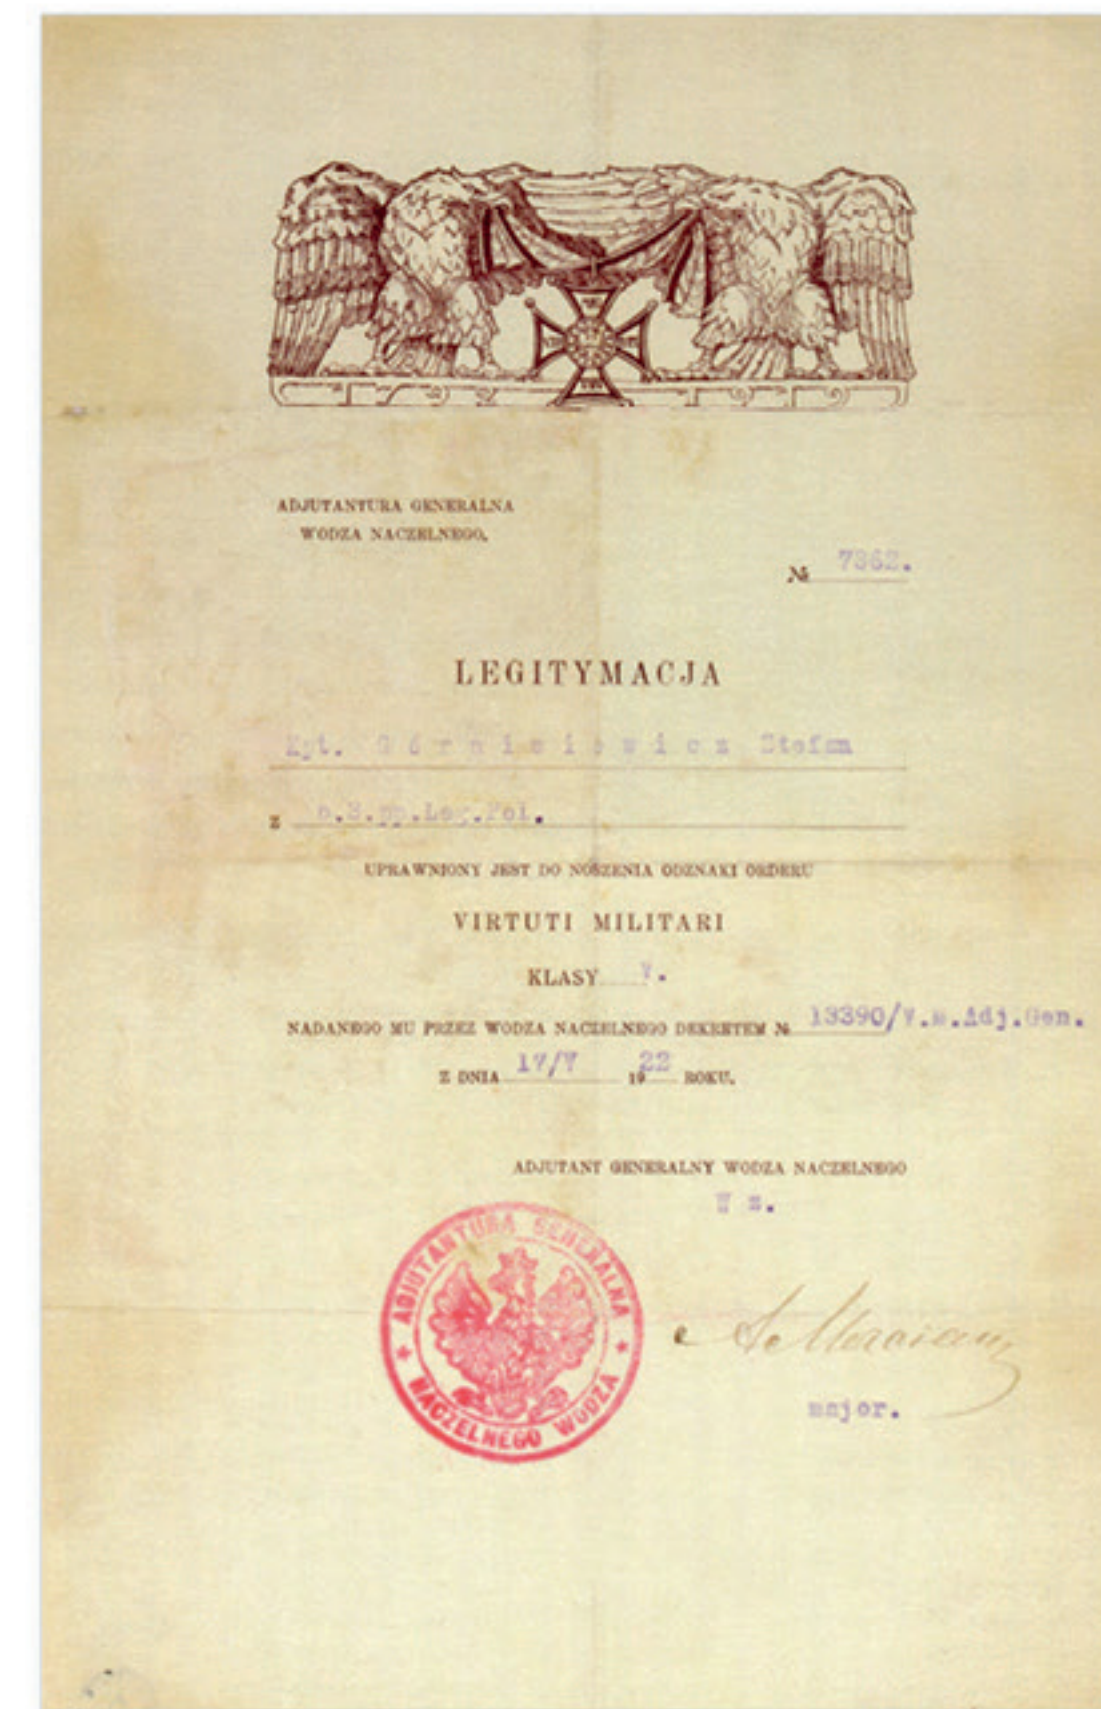 ADJUTANTURA GENERALNA
WODZA NACZELNEGO.
№ 7362.
LEGITYMACJA
Kpt. Górnisiewicz Stefan
z b.3.pp.Leg.Pol.
UPRAWNIONY JEST DO NOSZENIA ODZNAKI ORDERU
VIRTUTI MILITARI
KLASY V.
NADANEGO MU PRZEZ WODZA NACZELNEGO DEKRETEM № 13390/V.M.Adj.Gen.
Z DNIA 17/V 1922 ROKU.
ADJUTANT GENERALNY WODZA NACZELNEGO
W z.
ADJUTANTURA GENERALNA
NACZELNEGO WODZA
major.